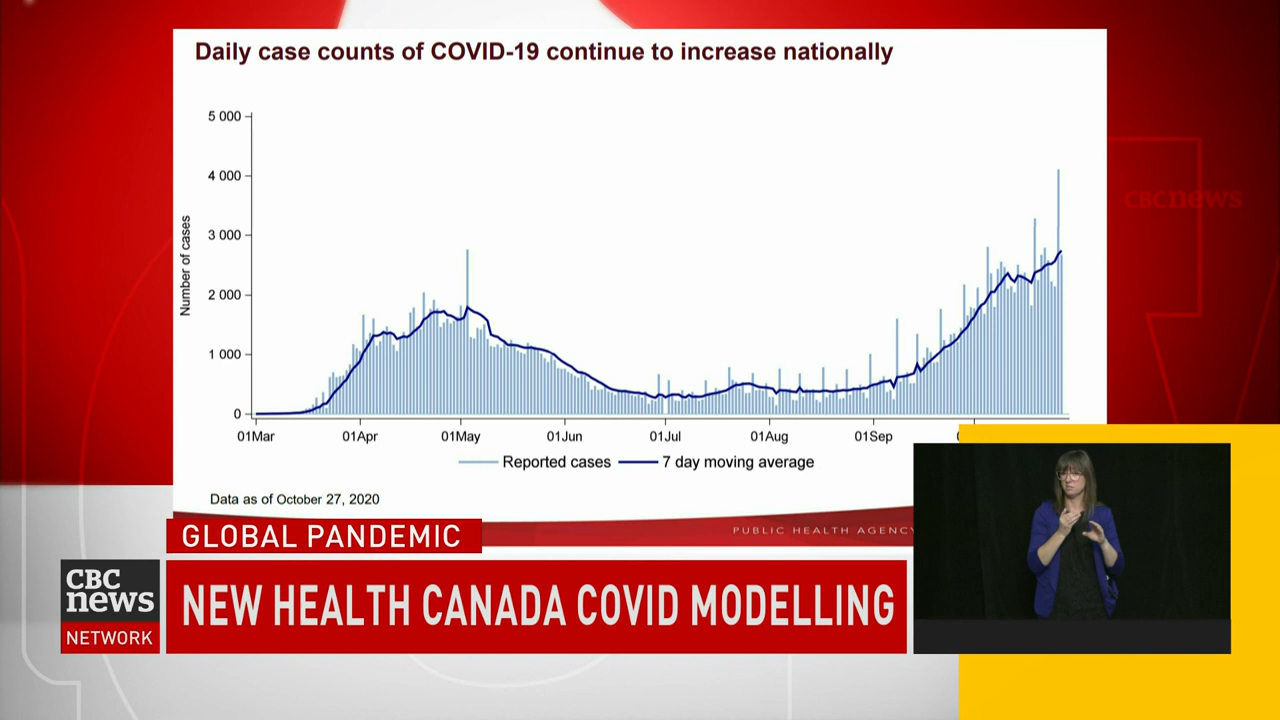 Daily case counts of COVID-19 continue to increase nationally
5 000
4 000
3 000
2 000
1 000
0
Number of cases
01Mar
01Apr
01May
01Jun
01Jul
01Aug
01Sep
Reported cases
7 day moving average
Data as of October 27, 2020
PUBLIC HEALTH AGENCY
CBCnews
GLOBAL PANDEMIC
CBC
news
NETWORK
NEW HEALTH CANADA COVID MODELLING